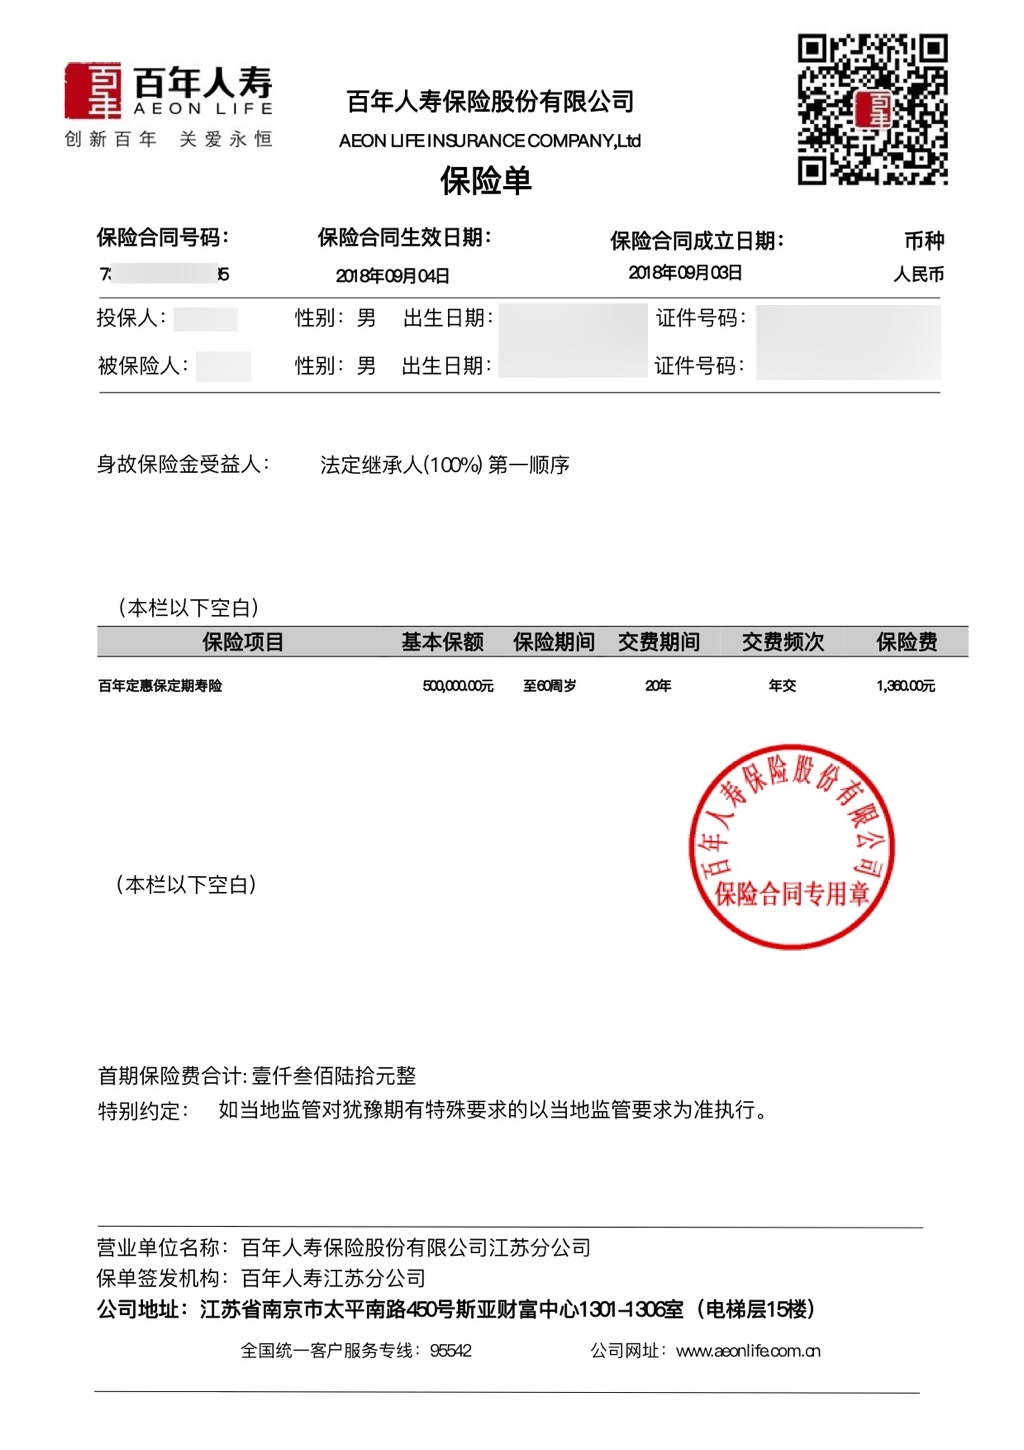 百年人寿
AEON LIFE
创新百年 关爱永恒
百年人寿保险股份有限公司
AEON LIFE INSURANCE COMPANY,Ltd
保险单
保险合同号码： 保险合同生效日期： 保险合同成立日期： 币种
2018年09月04日 2018年09月03日 人民币
投保人： 性别：男 出生日期： 证件号码：
被保险人： 性别：男 出生日期： 证件号码：
身故保险金受益人： 法定继承人(100%) 第一顺序
（本栏以下空白）
保险项目 基本保额 保险期间 交费期间 交费频次 保险费
百年定惠保定期寿险 500,000.00元 至60周岁 20年 年交 1,360.00元
百年人寿保险股份有限公司
保险合同专用章
（本栏以下空白）
首期保险费合计: 壹仟叁佰陆拾元整
特别约定： 如当地监管对犹豫期有特殊要求的以当地监管要求为准执行。
营业单位名称：百年人寿保险股份有限公司江苏分公司
保单签发机构：百年人寿江苏分公司
公司地址：江苏省南京市太平南路450号斯亚财富中心1301-1306室（电梯层15楼）
全国统一客户服务专线：95542 公司网址：www.aeonlife.com.cn